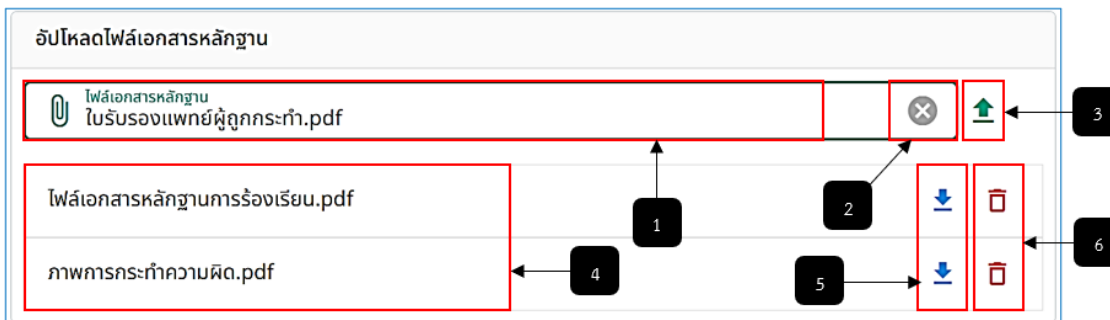 อัปโหลดไฟล์เอกสารหลักฐาน
ไฟล์เอกสารหลักฐาน
ใบรับรองแพทย์ผู้ถูกกระทำ.pdf
3
1
2
ไฟล์เอกสารหลักฐานการร้องเรียน.pdf
6
ภาพการกระทำความผิด.pdf
4
5